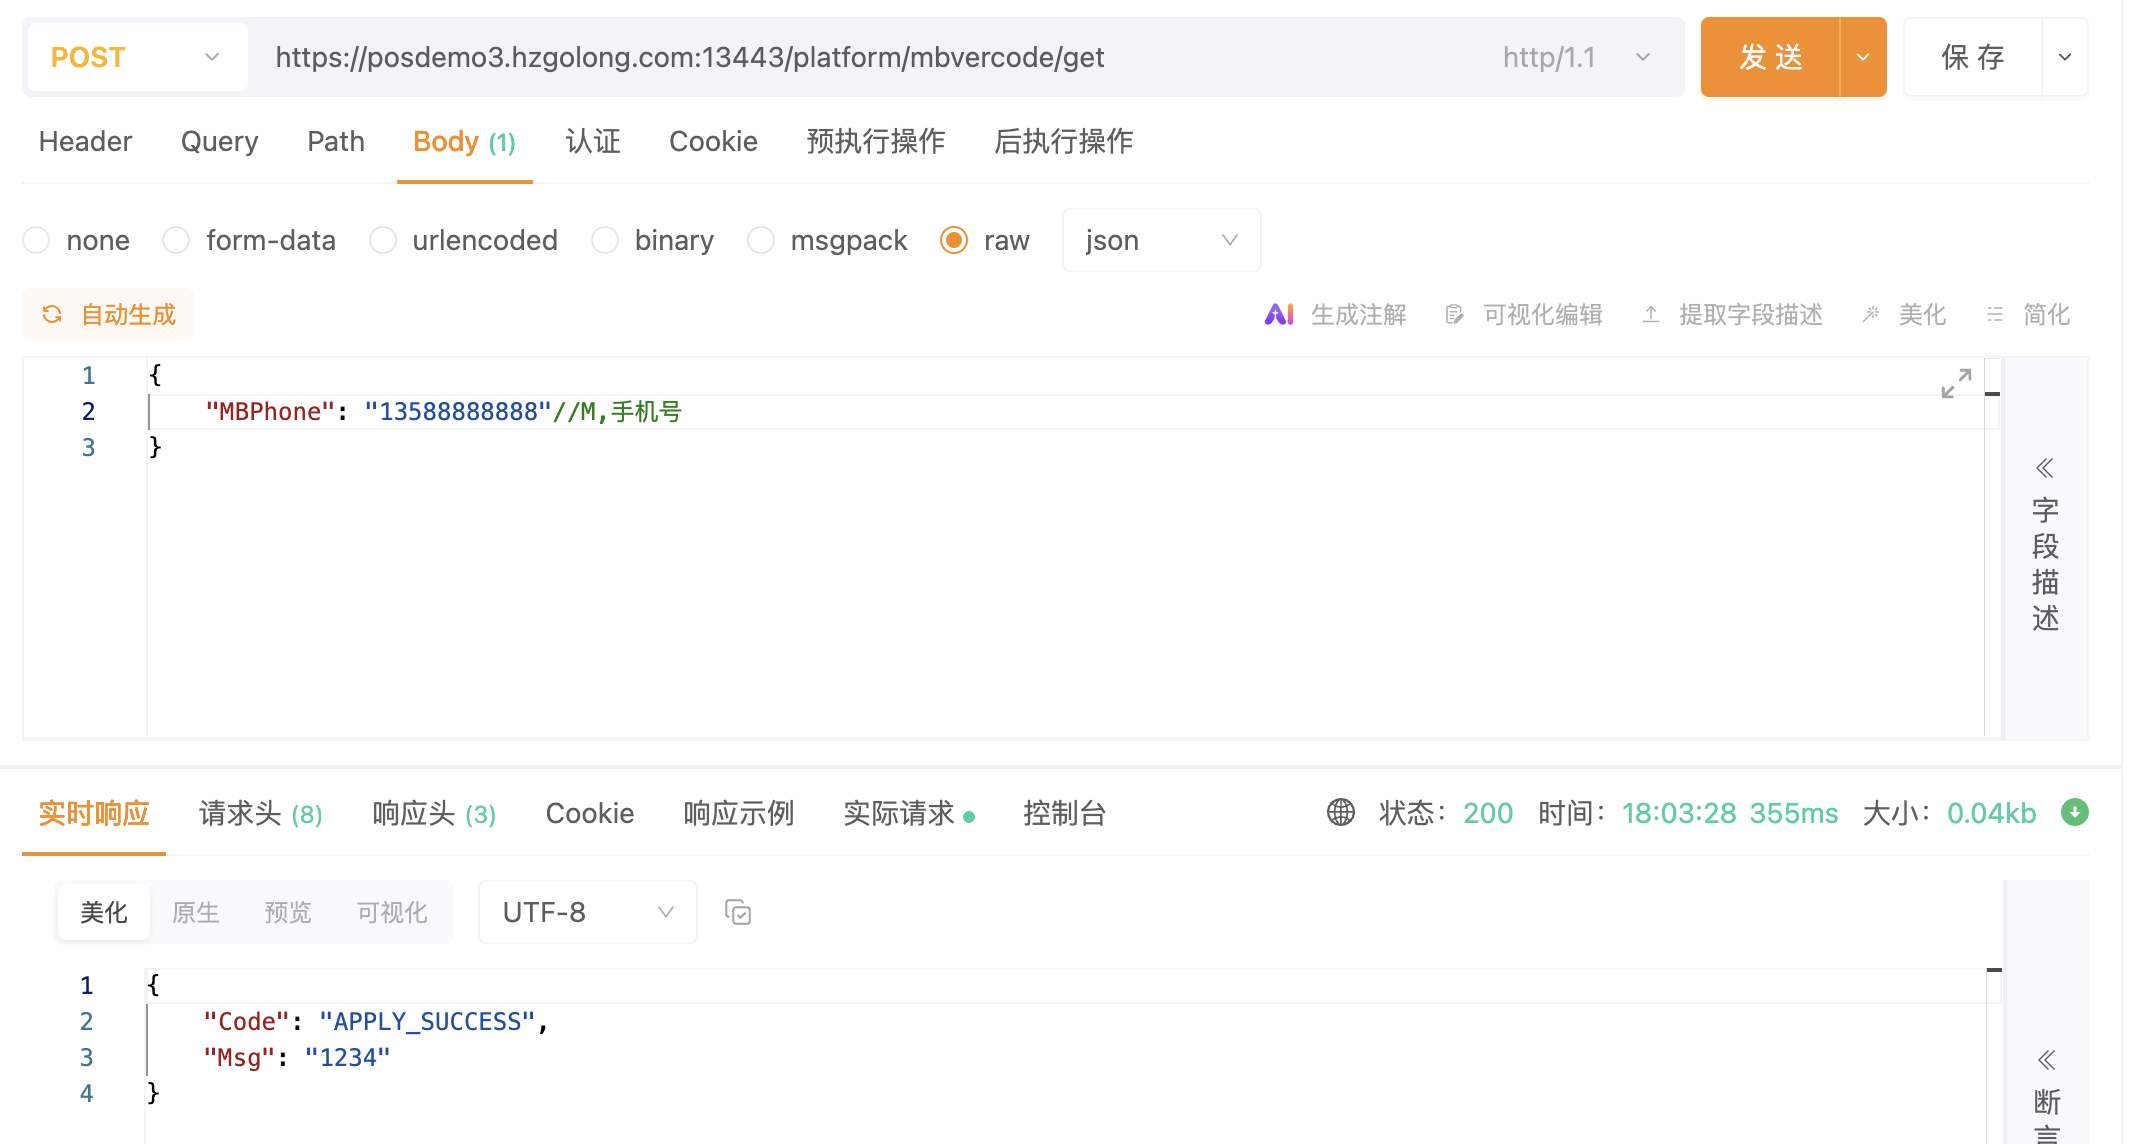 POST https://posdemo3.hzgolong.com:13443/platform/mbvercode/get http/1.1 发送 保存
Header Query Path Body (1) 认证 Cookie 预执行操作 后执行操作
none form-data urlencoded binary msgpack raw json
自动生成 AI 生成注解 可视化编辑 提取字段描述 美化 简化
1 {
2 "MBPhone": "13588888888"//M,手机号
3 }
字段描述
实时响应 请求头 (8) 响应头 (3) Cookie 响应示例 实际请求 控制台 状态: 200 时间: 18:03:28 355ms 大小: 0.04kb
美化 原生 预览 可视化 UTF-8
1 {
2 "Code": "APPLY_SUCCESS",
3 "Msg": "1234"
4 }
断言